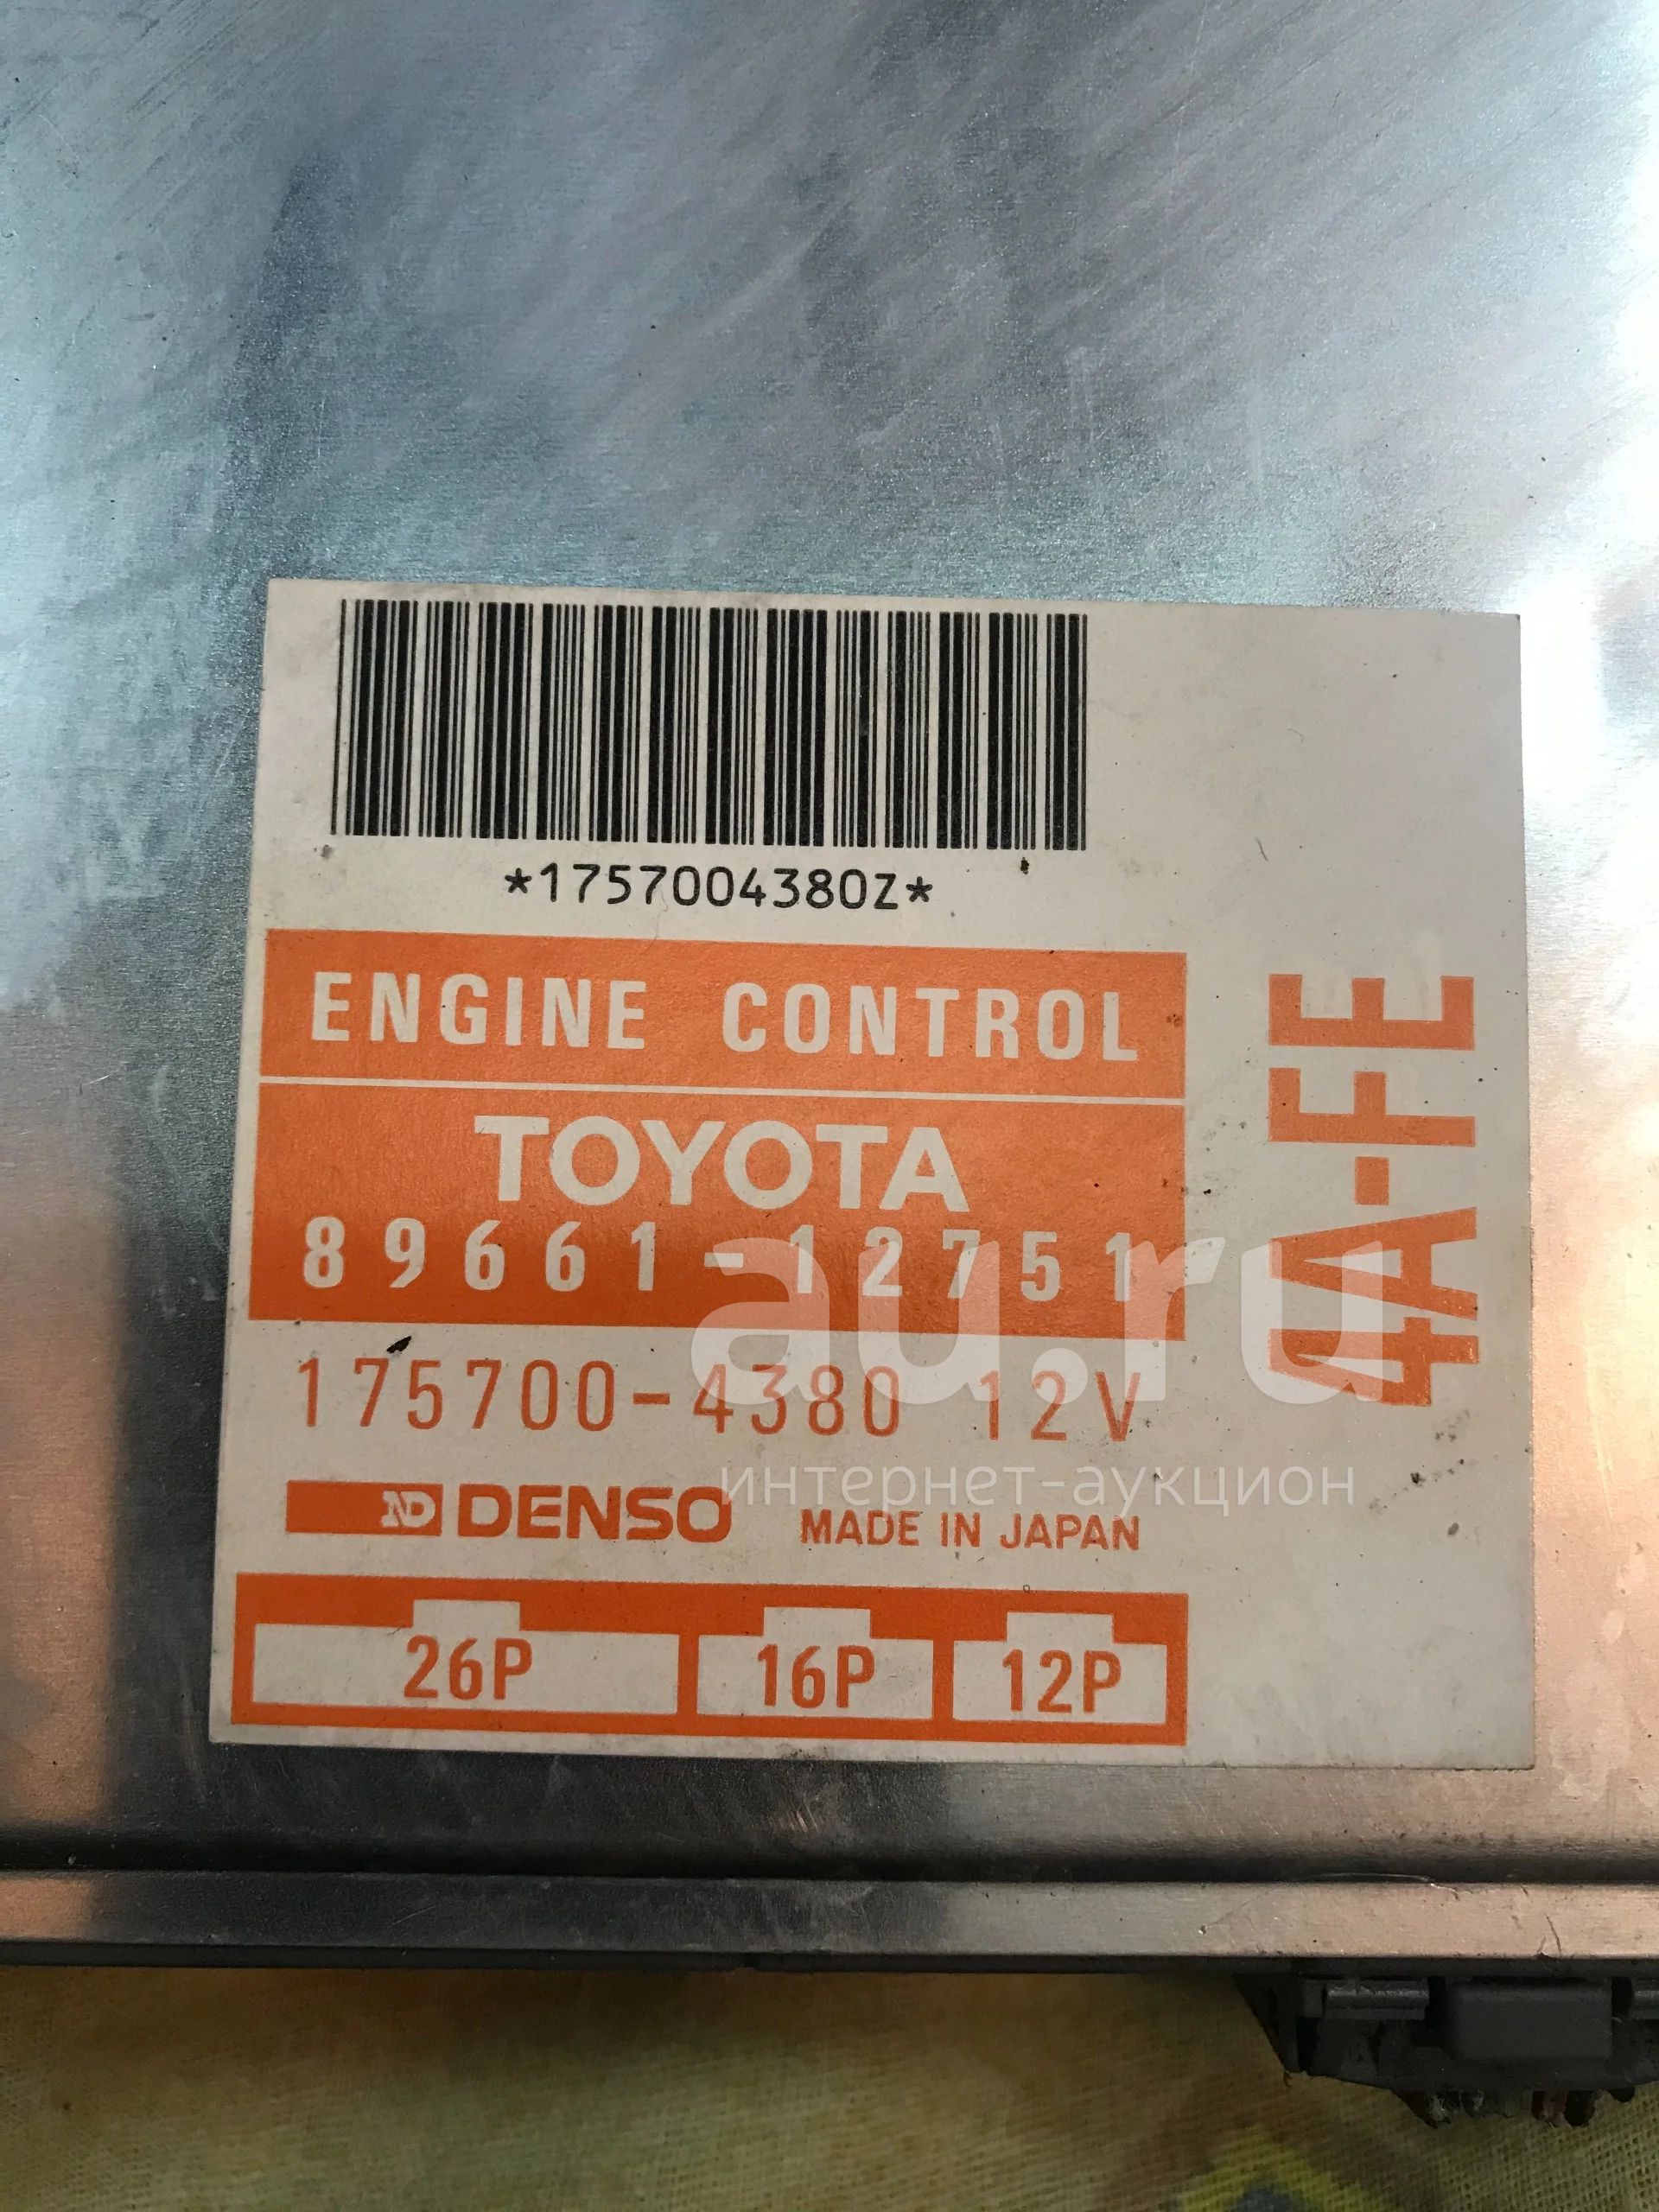 *1757004380Z*
ENGINE CONTROL
TOYOTA
89661-12751
175700-4380 12V
ND DENSO MADE IN JAPAN
26P 16P 12P
4A-FE
au.ru
интернет-аукцион